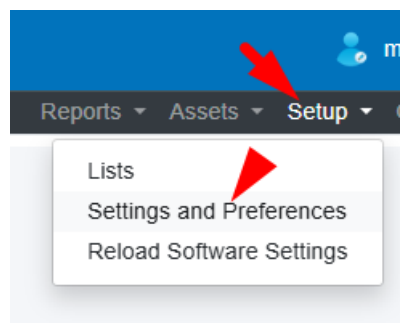 m
Reports Assets Setup
Lists
Settings and Preferences
Reload Software Settings